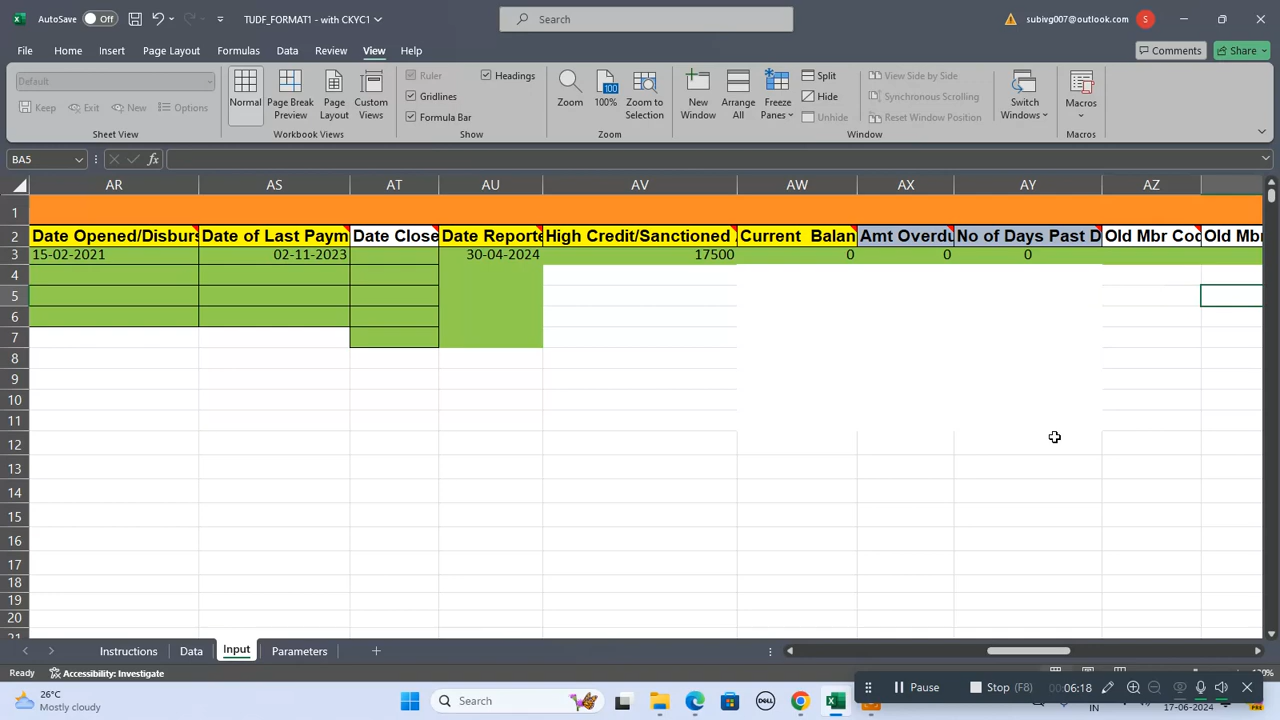 AutoSave Off TUDF_FORMAT1 - with CKYC1 Search subivg007@outlook.com S
File Home Insert Page Layout Formulas Data Review View Help Comments Share
Default
Keep Exit New Options
Sheet View
Normal Page Break Preview Page Layout Custom Views
Workbook Views
Ruler Headings
Gridlines
Formula Bar
Show
Zoom 100% Zoom to Selection
Zoom
New Window Arrange All Freeze Panes Split
Hide
Unhide
View Side by Side
Synchronous Scrolling
Reset Window Position
Window
Switch Windows Macros
Macros
BA5 fx
AR AS AT AU AV AW AX AY AZ
1
2 Date Opened/Disburs Date of Last Paym Date Close Date Reporte High Credit/Sanctioned Current Balan Amt Overdu No of Days Past D Old Mbr Coc Old Mbr
3 15-02-2021 02-11-2023 30-04-2024 17500 0 0 0
4
5
6
7
8
9
10
11
12
13
14
15
16
17
18
19
20
21
Instructions Data Input Parameters
Ready Accessibility: Investigate
26°C
Mostly cloudy
Search
Pause Stop (F8) 00:06:18
IN 17-06-2024